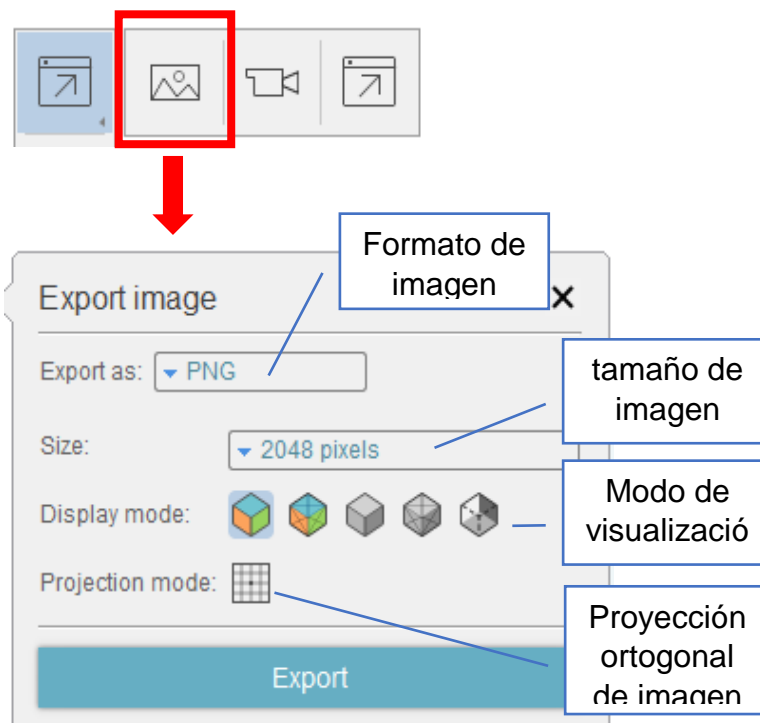 Formato de
imagen
Export image
Export as: PNG
tamaño de
imagen
Size: 2048 pixels
Modo de
visualizació
Display mode:
Projection mode:
Proyección
ortogonal
de imagen
Export